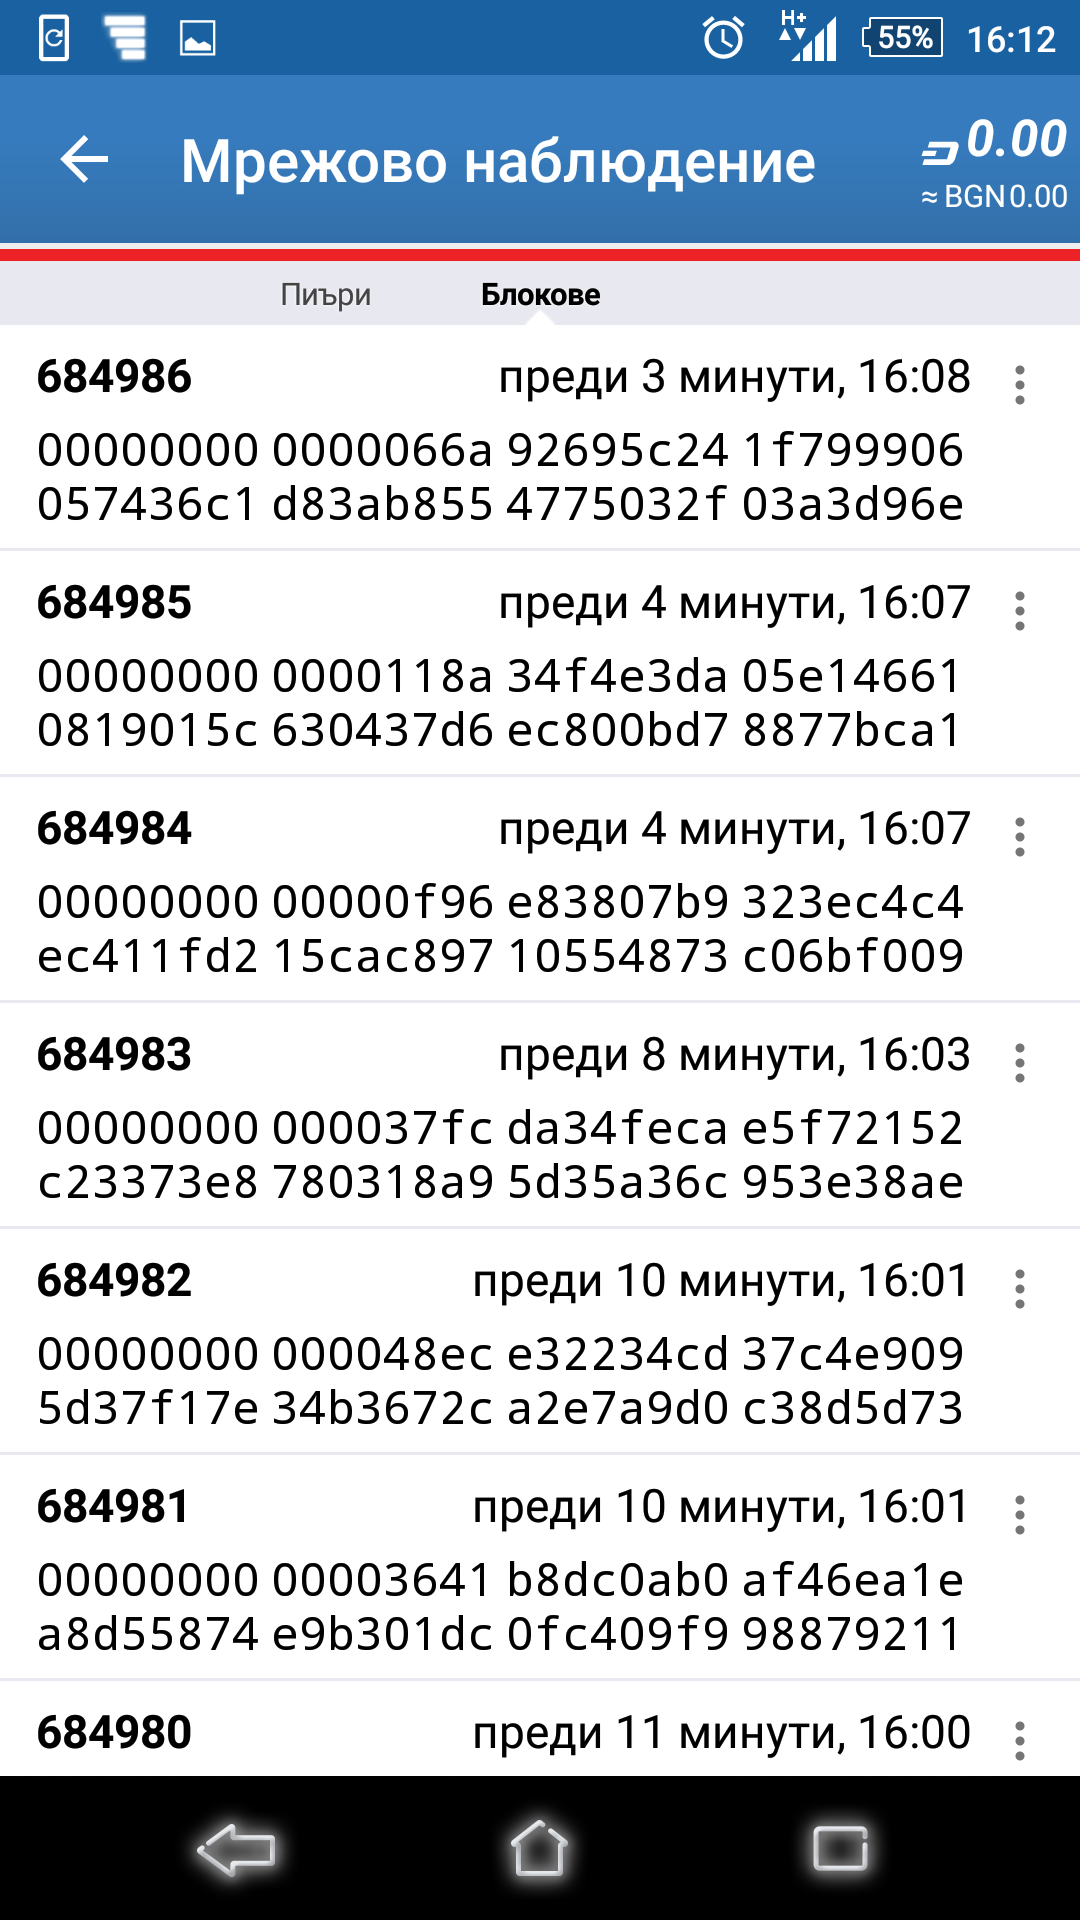 H+ 55% 16:12
Мрежово наблюдение
0.00
≈ BGN 0.00
Пиъри Блокове
684986 преди 3 минути, 16:08
00000000 0000066a 92695c24 1f799906
057436c1 d83ab855 4775032f 03a3d96e
684985 преди 4 минути, 16:07
00000000 0000118a 34f4e3da 05e14661
0819015c 630437d6 ec800bd7 8877bca1
684984 преди 4 минути, 16:07
00000000 00000f96 e83807b9 323ec4c4
ec411fd2 15cac897 10554873 c06bf009
684983 преди 8 минути, 16:03
00000000 000037fc da34feca e5f72152
c23373e8 780318a9 5d35a36c 953e38ae
684982 преди 10 минути, 16:01
00000000 000048ec e32234cd 37c4e909
5d37f17e 34b3672c a2e7a9d0 c38d5d73
684981 преди 10 минути, 16:01
00000000 00003641 b8dc0ab0 af46ea1e
a8d55874 e9b301dc 0fc409f9 98879211
684980 преди 11 минути, 16:00